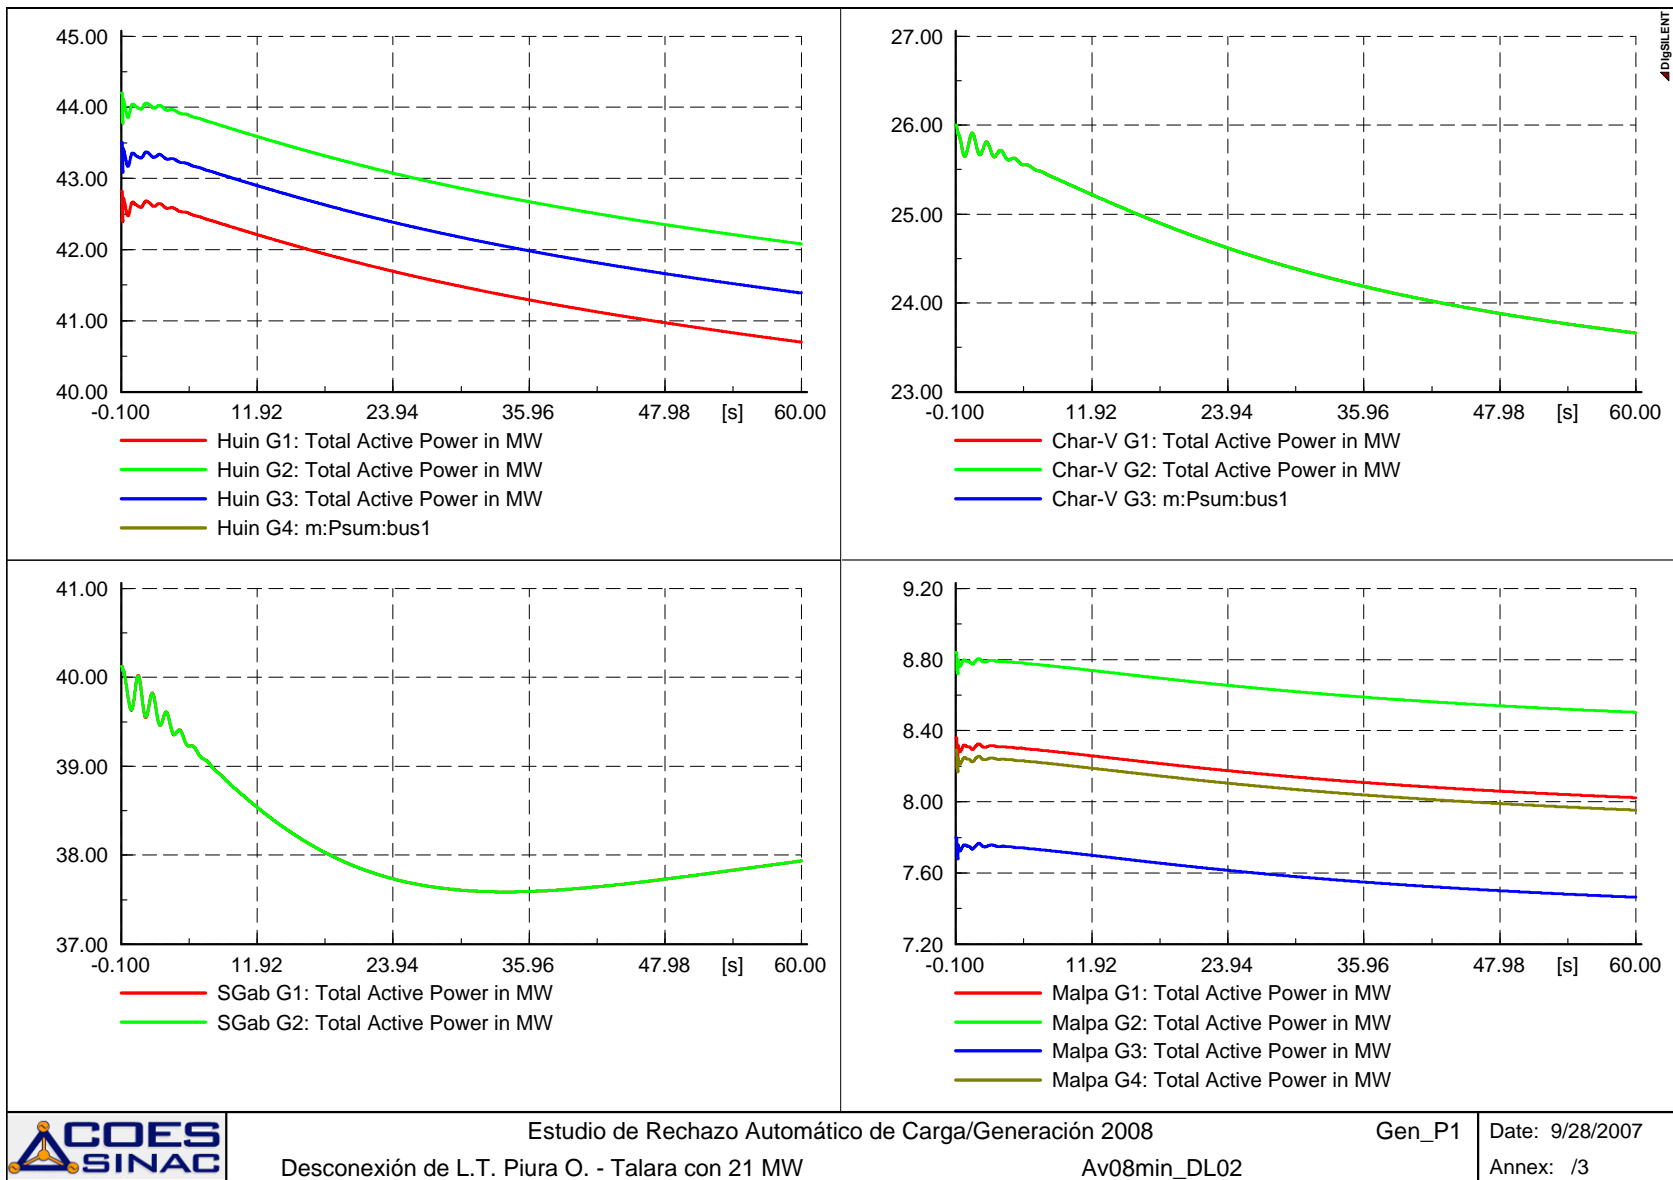 DIgSILENT
45.00
44.00
43.00
42.00
41.00
40.00
-0.100 11.92 23.94 35.96 47.98 [s] 60.00
Huin G1: Total Active Power in MW
Huin G2: Total Active Power in MW
Huin G3: Total Active Power in MW
Huin G4: m:Psum:bus1
27.00
26.00
25.00
24.00
23.00
-0.100 11.92 23.94 35.96 47.98 [s] 60.00
Char-V G1: Total Active Power in MW
Char-V G2: Total Active Power in MW
Char-V G3: m:Psum:bus1
41.00
40.00
39.00
38.00
37.00
-0.100 11.92 23.94 35.96 47.98 [s] 60.00
SGab G1: Total Active Power in MW
SGab G2: Total Active Power in MW
9.20
8.80
8.40
8.00
7.60
7.20
-0.100 11.92 23.94 35.96 47.98 [s] 60.00
Malpa G1: Total Active Power in MW
Malpa G2: Total Active Power in MW
Malpa G3: Total Active Power in MW
Malpa G4: Total Active Power in MW
COES
SINAC
Estudio de Rechazo Automático de Carga/Generación 2008 Gen_P1
Desconexión de L.T. Piura O. - Talara con 21 MW Av08min_DL02
Date: 9/28/2007
Annex: /3